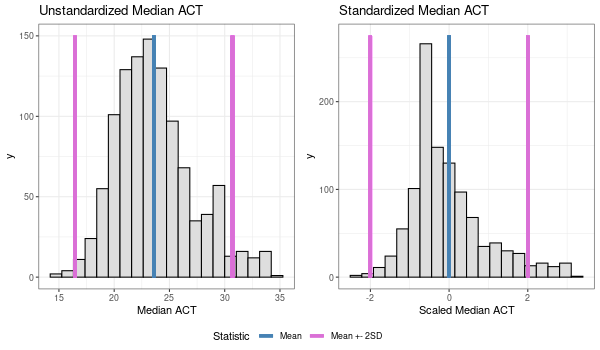 Unstandardized Median ACT
Standardized Median ACT
150
100
50
0
y
15 20 25 30 35
Median ACT
200
100
0
y
-2 0 2
Scaled Median ACT
Statistic Mean Mean +- 2SD